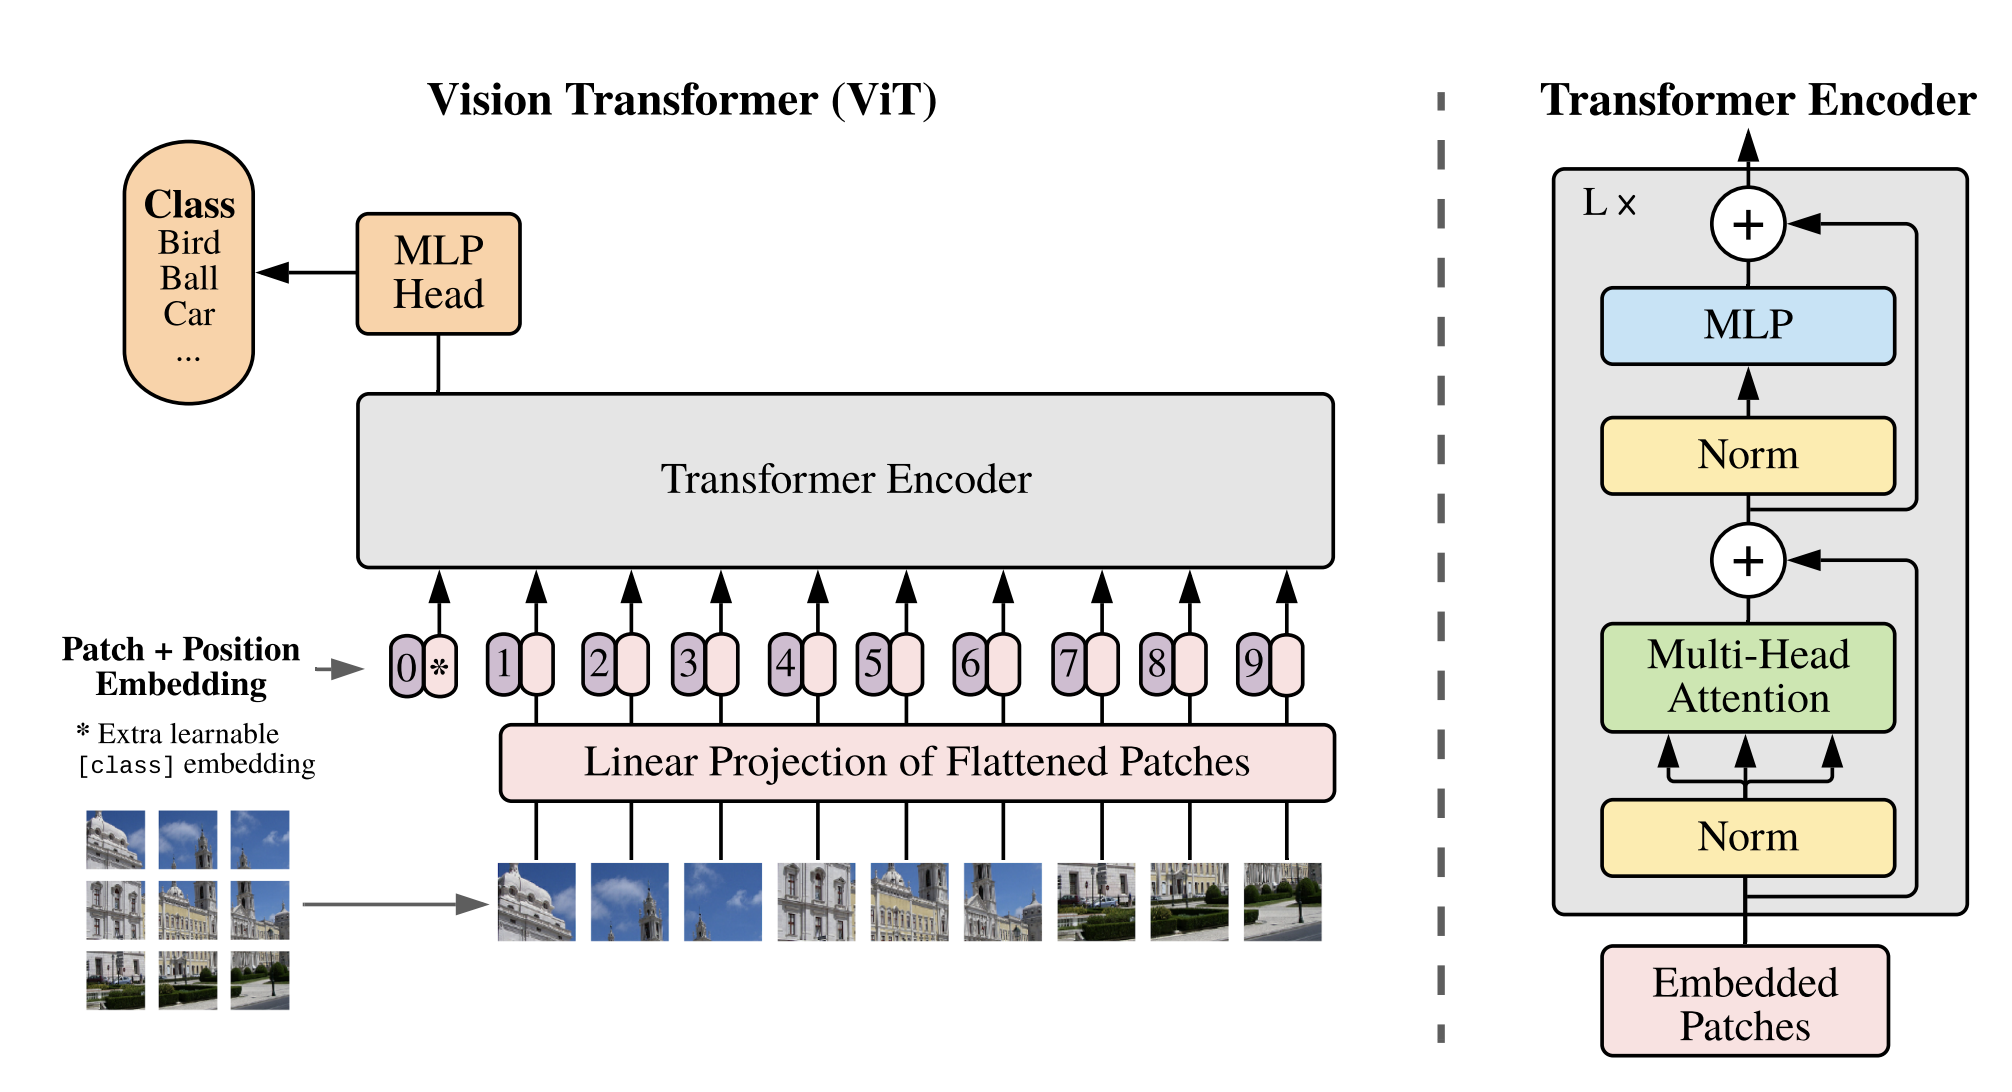 Vision Transformer (ViT)
Class
Bird
Ball
Car
...
MLP
Head
Transformer Encoder
Patch + Position
Embedding
0 * 1 2 3 4 5 6 7 8 9
* Extra learnable
[class] embedding
Linear Projection of Flattened Patches
Transformer Encoder
L x
+
MLP
Norm
+
Multi-Head
Attention
Norm
Embedded
Patches